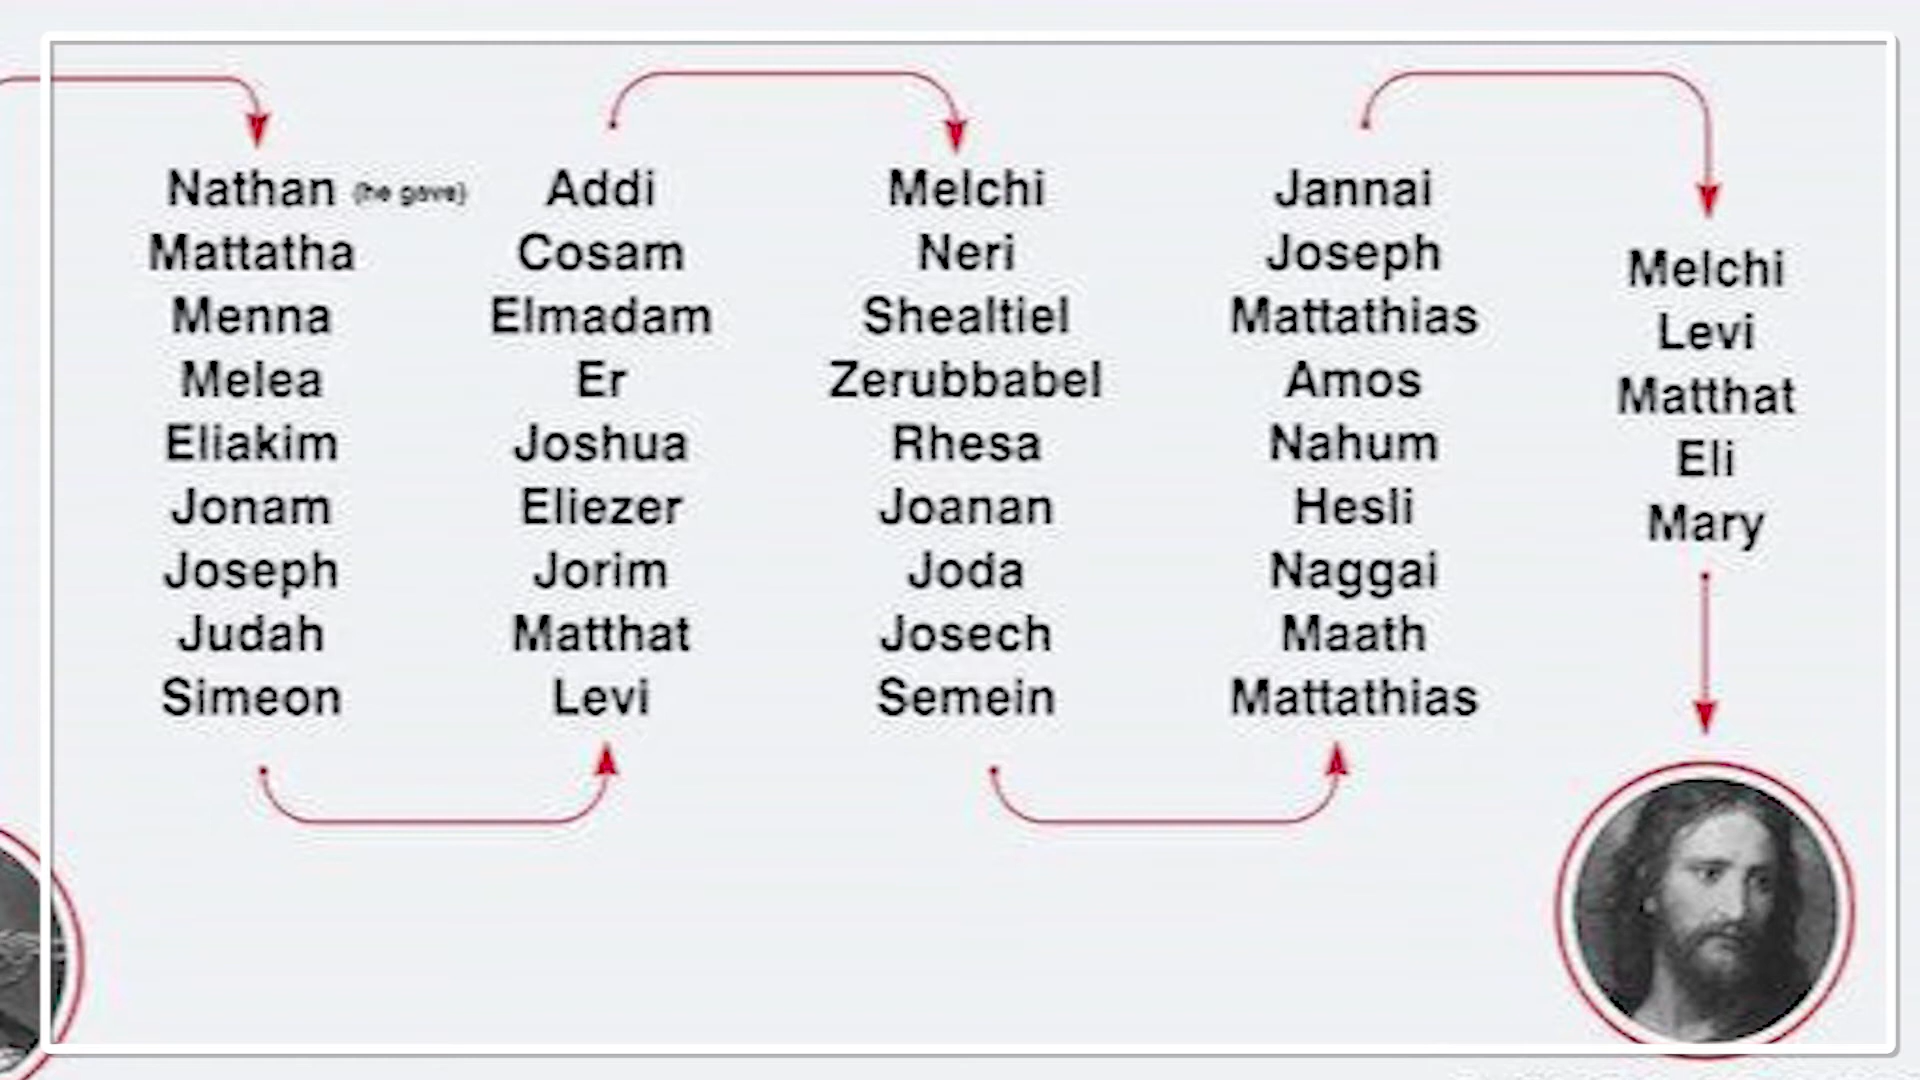 Nathan (he gave)
Mattatha
Menna
Melea
Eliakim
Jonam
Joseph
Judah
Simeon
Addi
Cosam
Elmadam
Er
Joshua
Eliezer
Jorim
Matthat
Levi
Melchi
Neri
Shealtiel
Zerubbabel
Rhesa
Joanan
Joda
Josech
Semein
Jannai
Joseph
Mattathias
Amos
Nahum
Hesli
Naggai
Maath
Mattathias
Melchi
Levi
Matthat
Eli
Mary